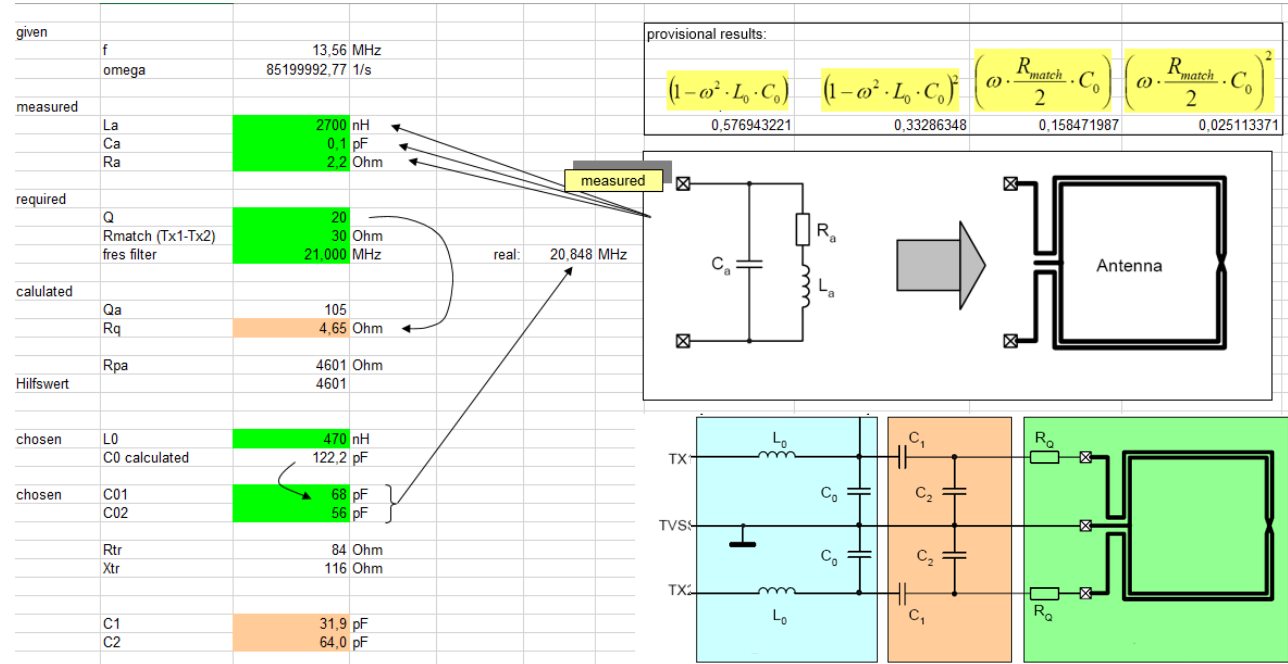 given
f 13,56 MHz
omega 85199992,77 1/s
measured
La 2700 nH
Ca 0,1 pF
Ra 2,2 Ohm
required
Q 20
Rmatch (Tx1-Tx2) 30 Ohm
fres filter 21,000 MHz real: 20,848 MHz
calulated
Qa 105
Rq 4,65 Ohm
Rpa 4601 Ohm
Hilfswert 4601
chosen L0 470 nH
C0 calculated 122,2 pF
chosen C01 68 pF
C02 56 pF
Rtr 84 Ohm
Xtr 116 Ohm
C1 31,9 pF
C2 64,0 pF
provisional results:
(1 − ω² · L₀ · C₀) (1 − ω² · L₀ · C₀)² (ω · R_match / 2 · C₀) (ω · R_match / 2 · C₀)²
0,576943221 0,33286348 0,158471987 0,025113371
measured
Rₐ
Cₐ
Lₐ
Antenna
L₀ C₁ R_Q
TX
C₀ C₂
TVSS
C₀ C₂
TX2
L₀ C₁ R_Q